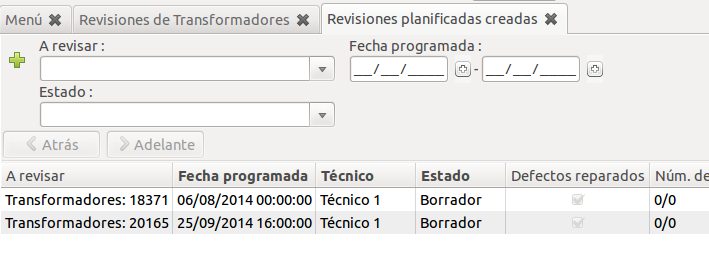 Menú Revisiones de Transformadores Revisiones planificadas creadas
A revisar : Fecha programada :
__/__/____ - __/__/____
Estado :
Atrás Adelante
A revisar Fecha programada Técnico Estado Defectos reparados Núm. de
Transformadores: 18371 06/08/2014 00:00:00 Técnico 1 Borrador 0/0
Transformadores: 20165 25/09/2014 16:00:00 Técnico 1 Borrador 0/0